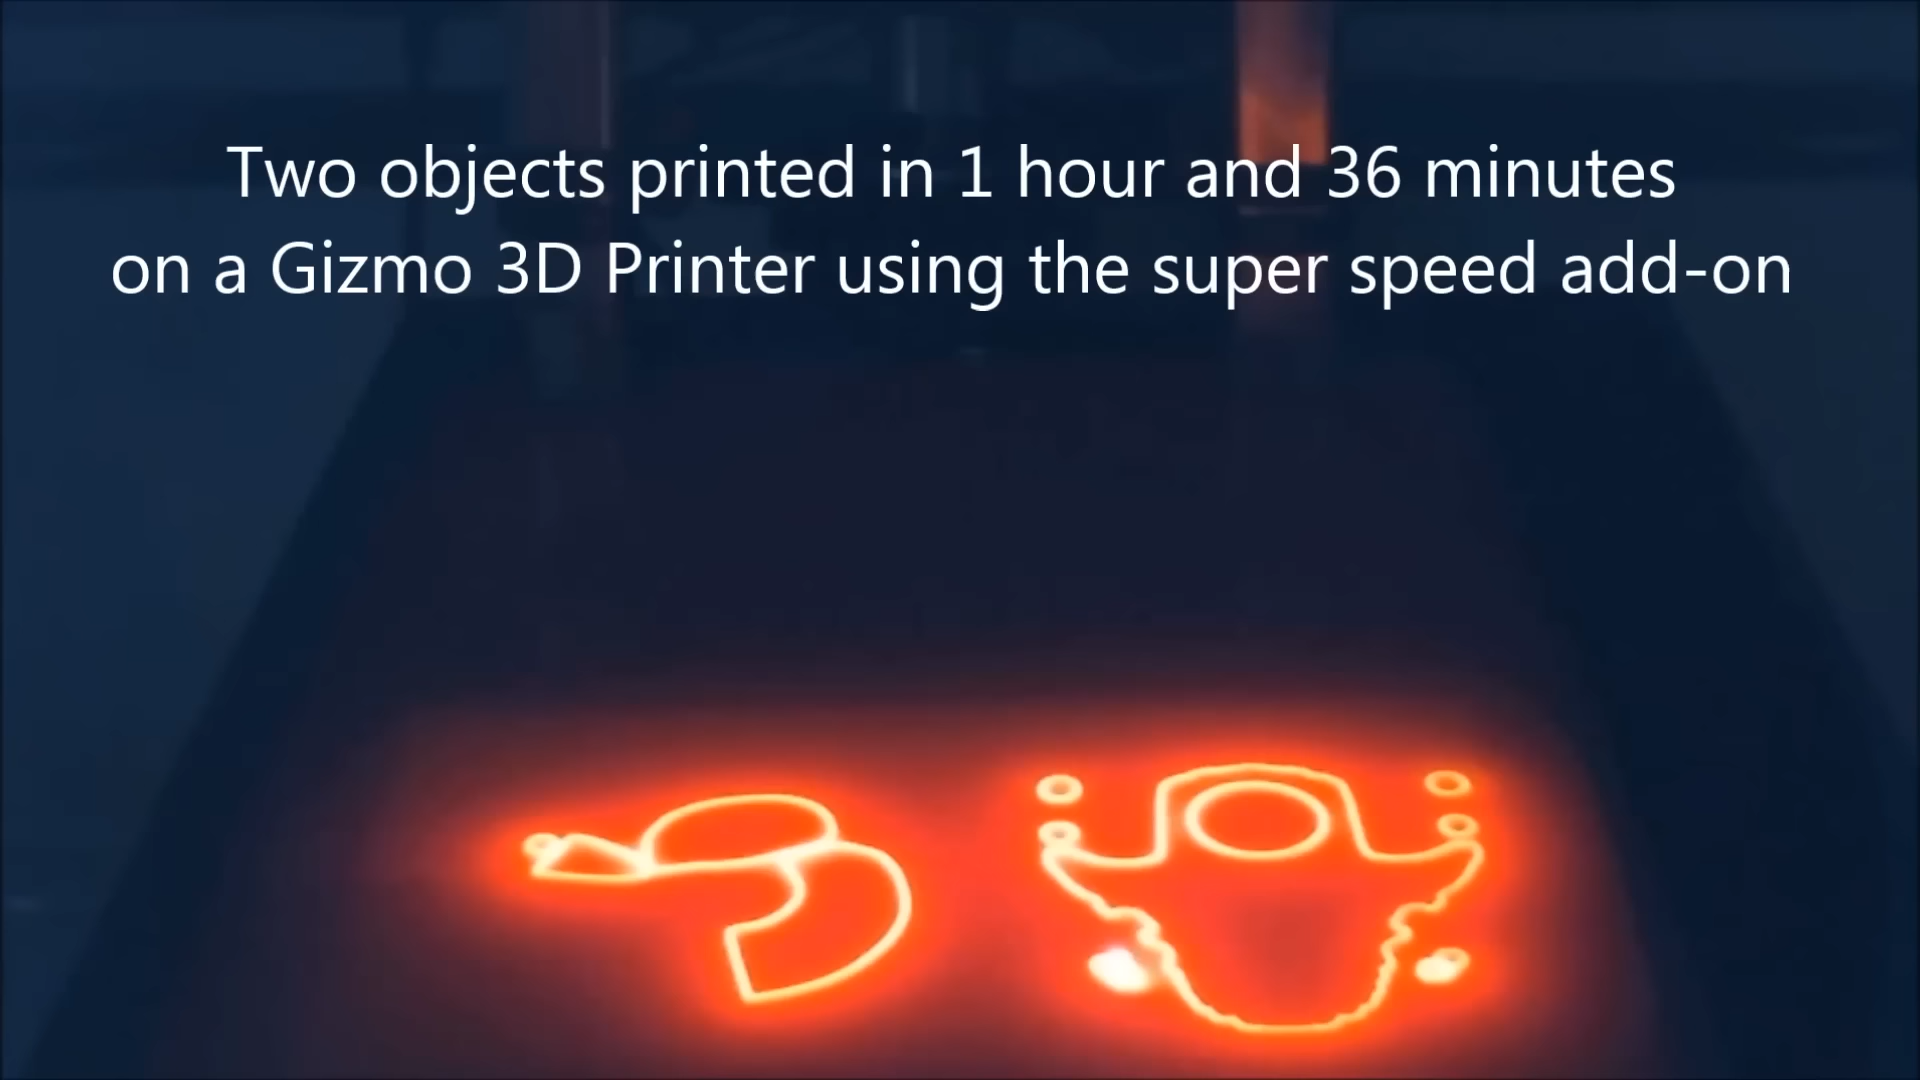 Two objects printed in 1 hour and 36 minutes
on a Gizmo 3D Printer using the super speed add-on